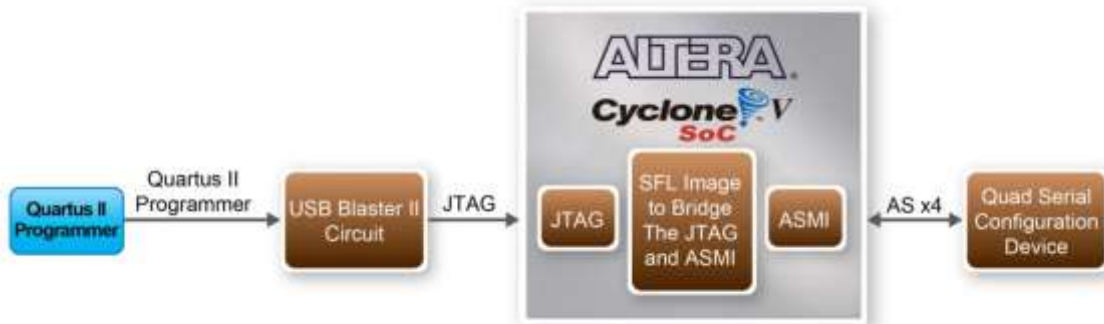 ALTERA®
Cyclone™ V
SoC
Quartus II
Programmer
Quartus II
Programmer
USB Blaster II
Circuit
JTAG
JTAG
SFL Image
to Bridge
The JTAG
and ASMI
ASMI
AS x4
Quad Serial
Configuration
Device